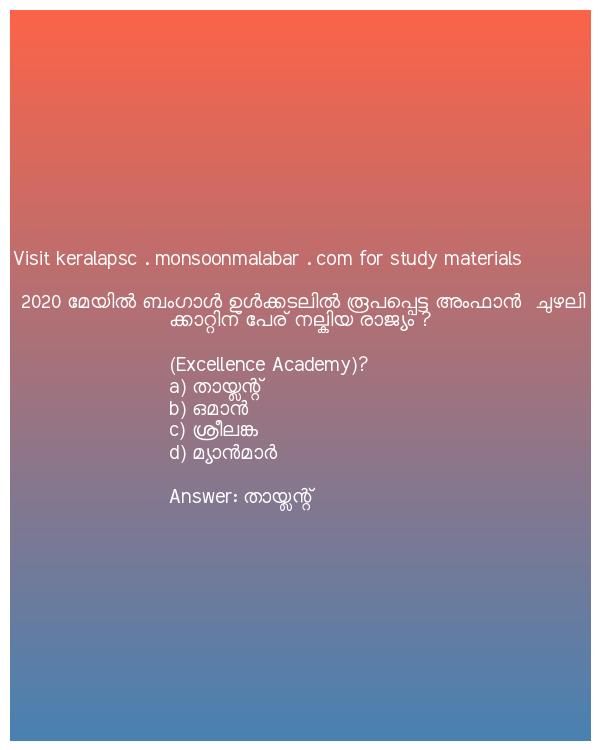 Visit keralapsc . monsoonmalabar . com for study materials
2020 മേയിൽ ബംഗാൾ ഉൾക്കടലിൽ രൂപപ്പെട്ട അംഫാൻ ചുഴലി
ക്കാറ്റിന് പേര് നല്കിയ രാജ്യം ?
(Excellence Academy)?
a) തായ്ലന്റ്
b) ഒമാൻ
c) ശ്രീലങ്ക
d) മ്യാൻമാർ
Answer: തായ്ലന്റ്